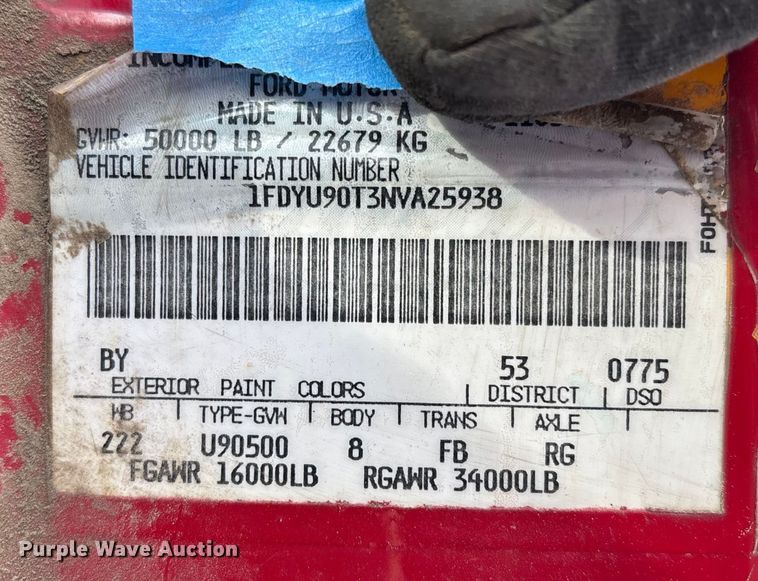 FORD MOTOR
MADE IN U.S.A
GVWR: 50000 LB / 22679 KG
VEHICLE IDENTIFICATION NUMBER
1FDYU90T3NVA25938
BY 53 0775
EXTERIOR PAINT COLORS DISTRICT DSO
WB TYPE-GVW BODY TRANS AXLE
222 U90500 8 FB RG
FGAWR 16000LB RGAWR 34000LB
Purple Wave Auction